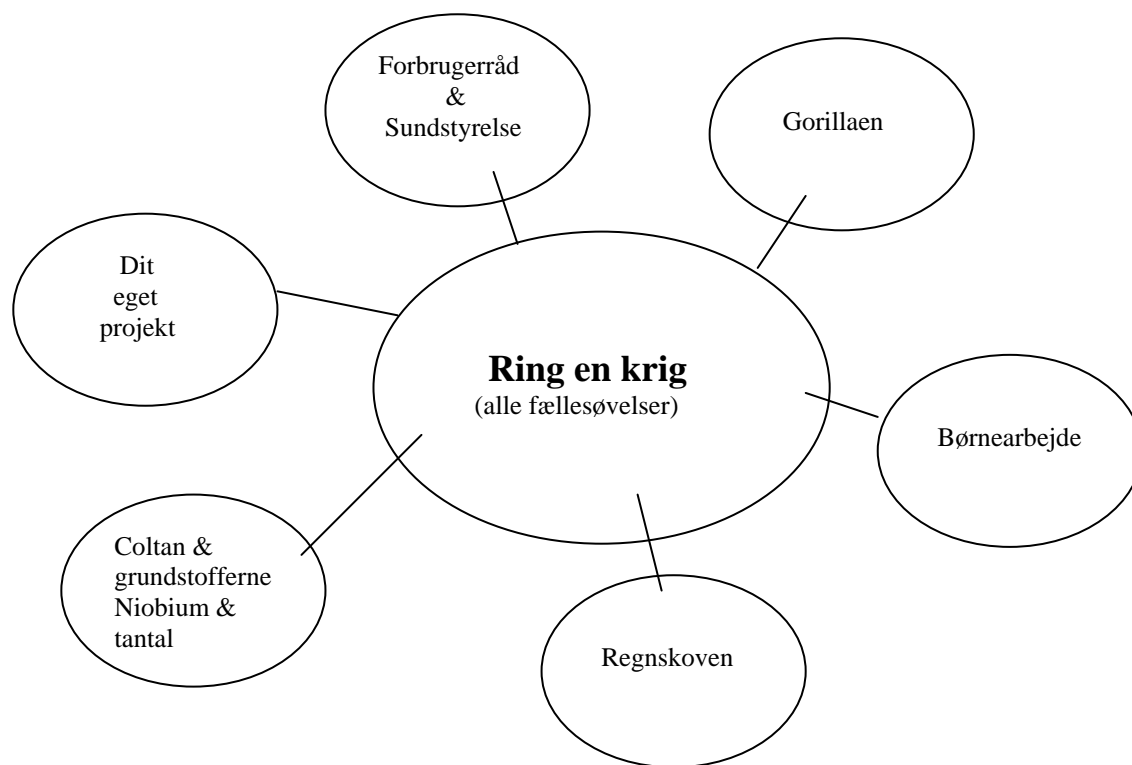 Forbrugerråd
&
Sundstyrelse
Gorillaen
Dit
eget
projekt
Ring en krig
(alle fællesøvelser)
Børnearbejde
Coltan &
grundstofferne
Niobium &
tantal
Regnskoven